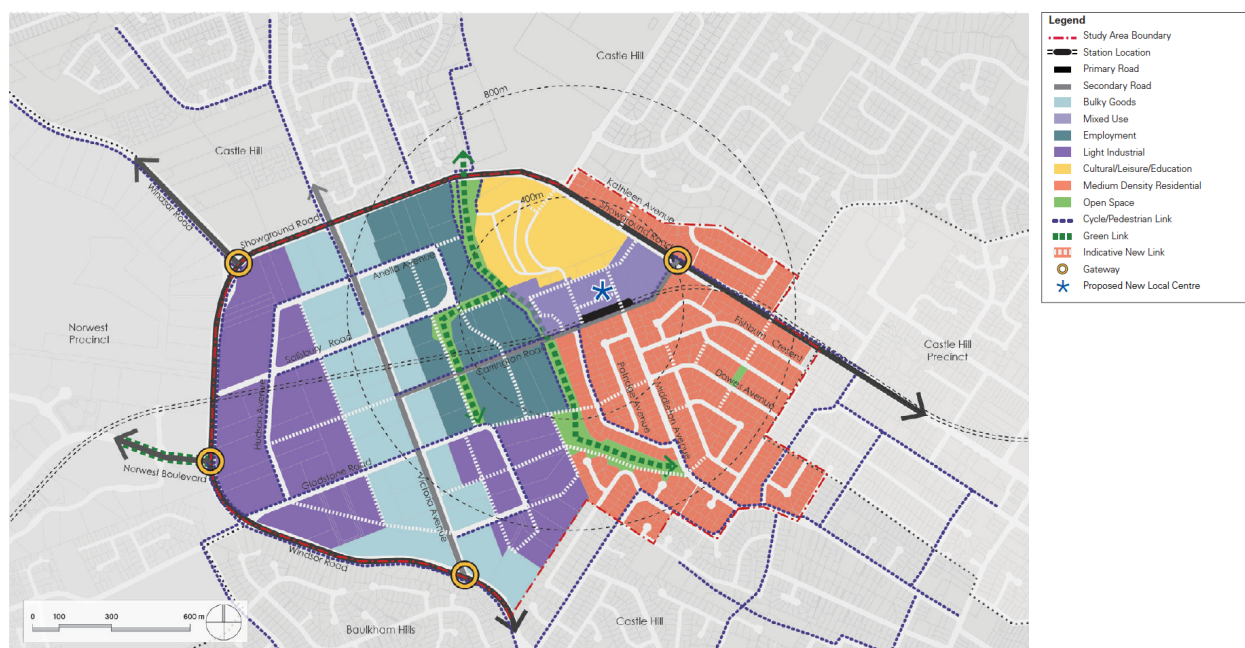 Castle Hill
800m
Castle Hill
Windsor Road
Showground Road
Kathleen Avenue
400m
Showground Road
Anella Avenue
Norwest
Precinct
Salisbury Road
Carrington Road
Fishburn Crescent
Castle Hill
Precinct
Hudson Avenue
Patridge Avenue
Middleton Avenue
Dawes Avenue
Norwest Boulevard
Gladstone Road
Victoria Avenue
Windsor Road
0 100 300 600 m
Baulkham Hills
Castle Hill
Legend
Study Area Boundary
Station Location
Primary Road
Secondary Road
Bulky Goods
Mixed Use
Employment
Light Industrial
Cultural/Leisure/Education
Medium Density Residential
Open Space
Cycle/Pedestrian Link
Green Link
Indicative New Link
Gateway
Proposed New Local Centre